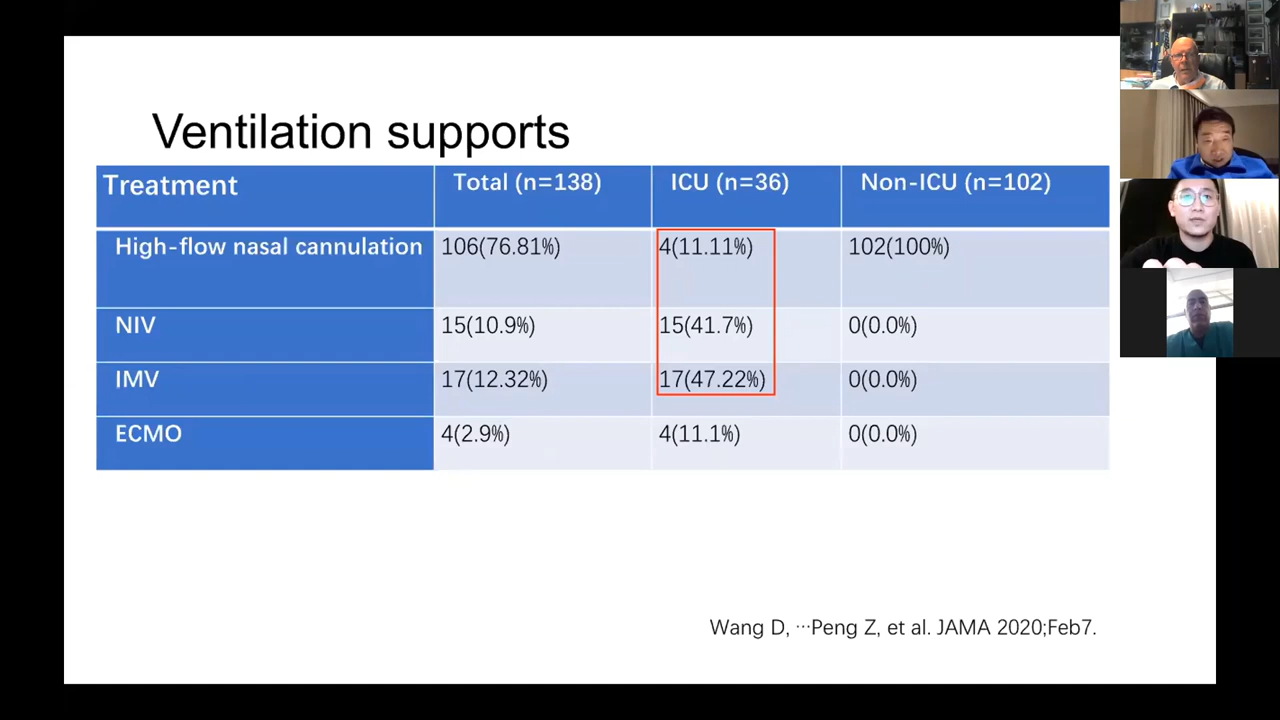 Ventilation supports
Treatment Total (n=138) ICU (n=36) Non-ICU (n=102)
High-flow nasal cannulation 106(76.81%) 4(11.11%) 102(100%)
NIV 15(10.9%) 15(41.7%) 0(0.0%)
IMV 17(12.32%) 17(47.22%) 0(0.0%)
ECMO 4(2.9%) 4(11.1%) 0(0.0%)
Wang D, ···Peng Z, et al. JAMA 2020;Feb7.